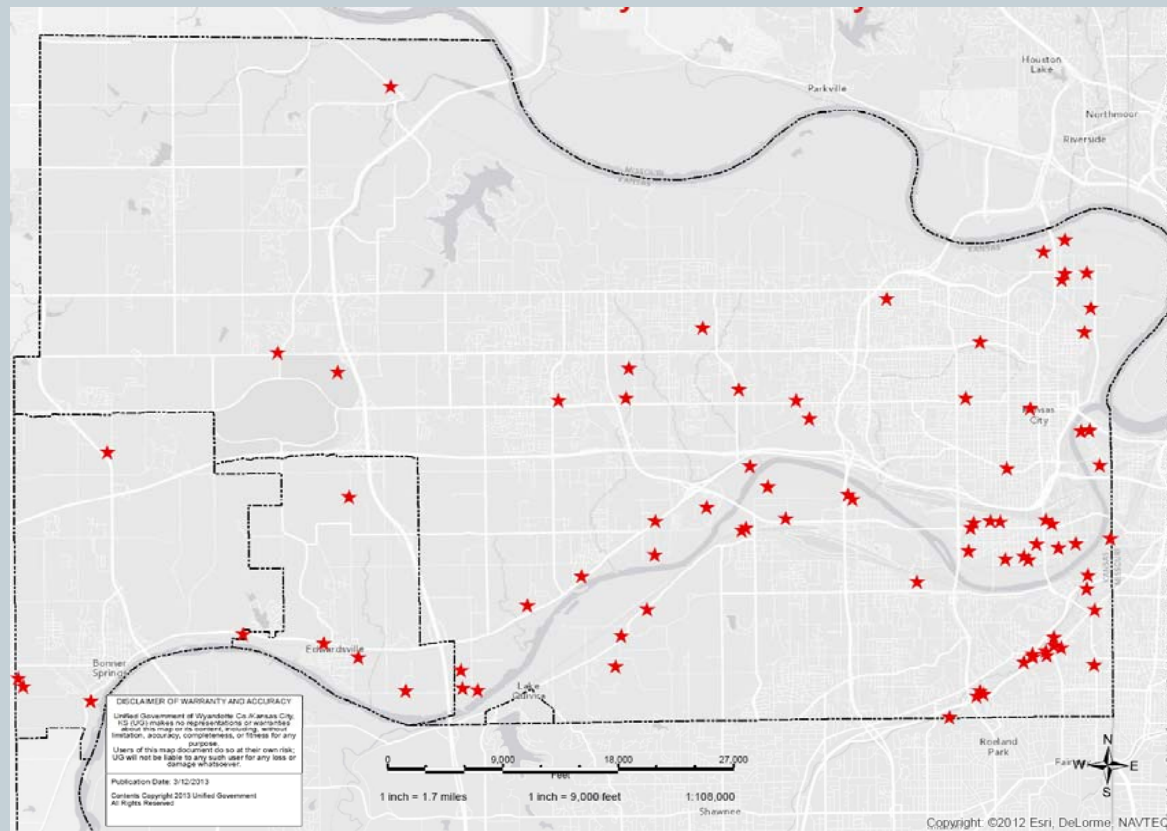 Houston
Lake
Parkville
Northmoor
Riverside
MISSOURI
KANSAS
KANSAS
Kansas
City
KANSAS
MISSOURI
Edwardsville
Bonner
Springs
Lake
Quivira
DISCLAIMER OF WARRANTY AND ACCURACY
Unified Government of Wyandotte Co./Kansas City,
KS (UG) makes no representations or warranties
about this map or its content, including, without
limitation, accuracy, completeness, or fitness for any
purpose.
Users of this map document do so at their own risk;
UG will not be liable to any such user for any loss or
damage whatsoever.
Publication Date: 3/12/2013
Contents Copyright 2013 Unified Government
All Rights Reserved
0 9,000 18,000 27,000
Feet
1 inch = 1.7 miles 1 inch = 9,000 feet 1:108,000
Shawnee
Roeland
Park
N
W E
S
Copyright: ©2012 Esri, DeLorme, NAVTEQ